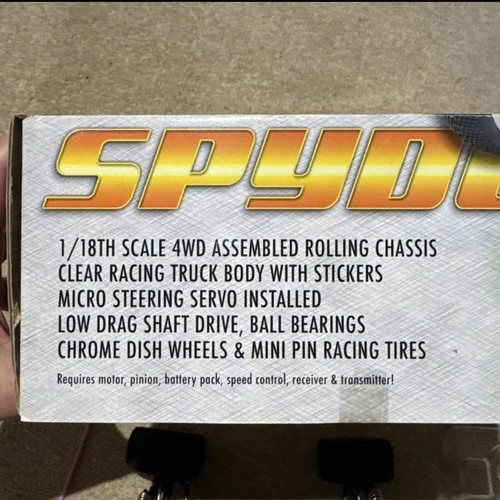 SPYD
1/18TH SCALE 4WD ASSEMBLED ROLLING CHASSIS
CLEAR RACING TRUCK BODY WITH STICKERS
MICRO STEERING SERVO INSTALLED
LOW DRAG SHAFT DRIVE, BALL BEARINGS
CHROME DISH WHEELS & MINI PIN RACING TIRES
Requires motor, pinion, battery pack, speed control, receiver & transmitter!